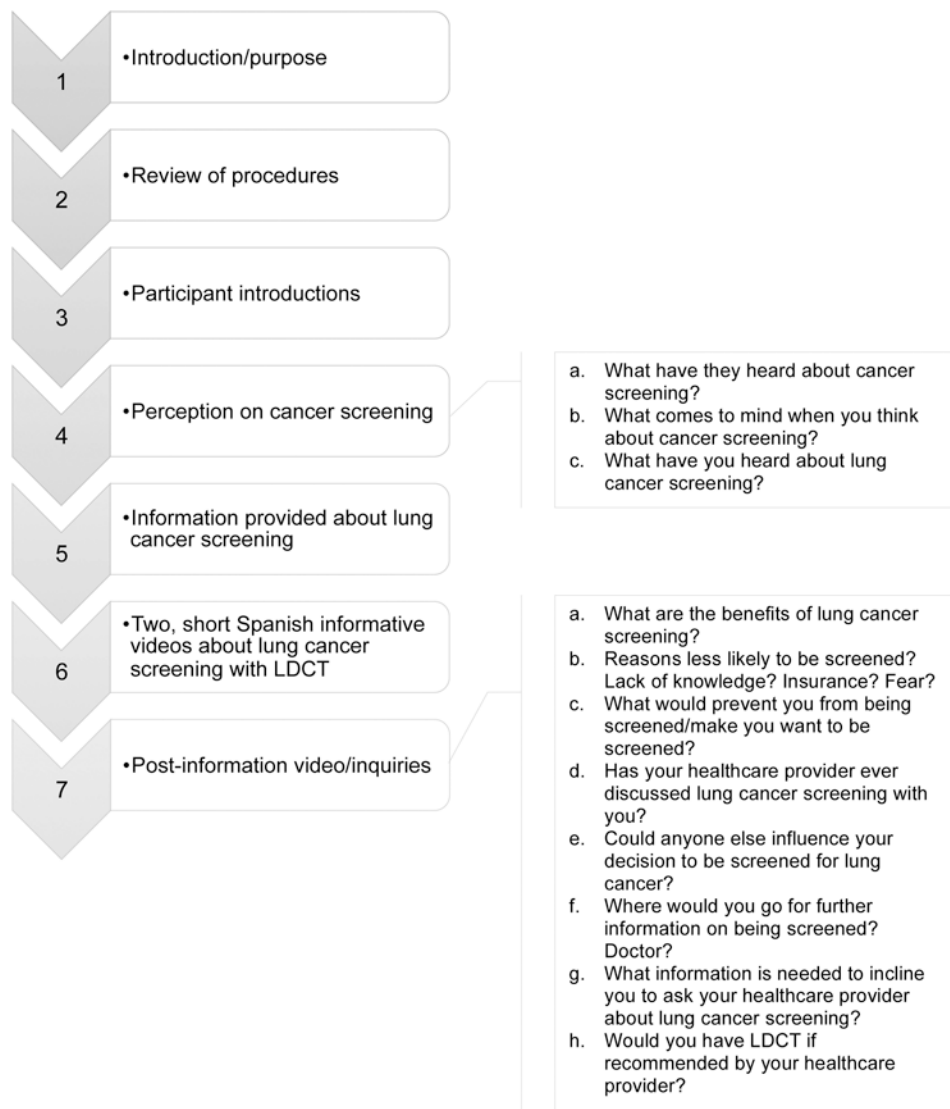 1
•Introduction/purpose
2
•Review of procedures
3
•Participant introductions
4
•Perception on cancer screening
a. What have they heard about cancer
screening?
b. What comes to mind when you think
about cancer screening?
c. What have you heard about lung
cancer screening?
5
•Information provided about lung
cancer screening
6
•Two, short Spanish informative
videos about lung cancer
screening with LDCT
7
•Post-information video/inquiries
a. What are the benefits of lung cancer
screening?
b. Reasons less likely to be screened?
Lack of knowledge? Insurance? Fear?
c. What would prevent you from being
screened/make you want to be
screened?
d. Has your healthcare provider ever
discussed lung cancer screening with
you?
e. Could anyone else influence your
decision to be screened for lung
cancer?
f. Where would you go for further
information on being screened?
Doctor?
g. What information is needed to incline
you to ask your healthcare provider
about lung cancer screening?
h. Would you have LDCT if
recommended by your healthcare
provider?